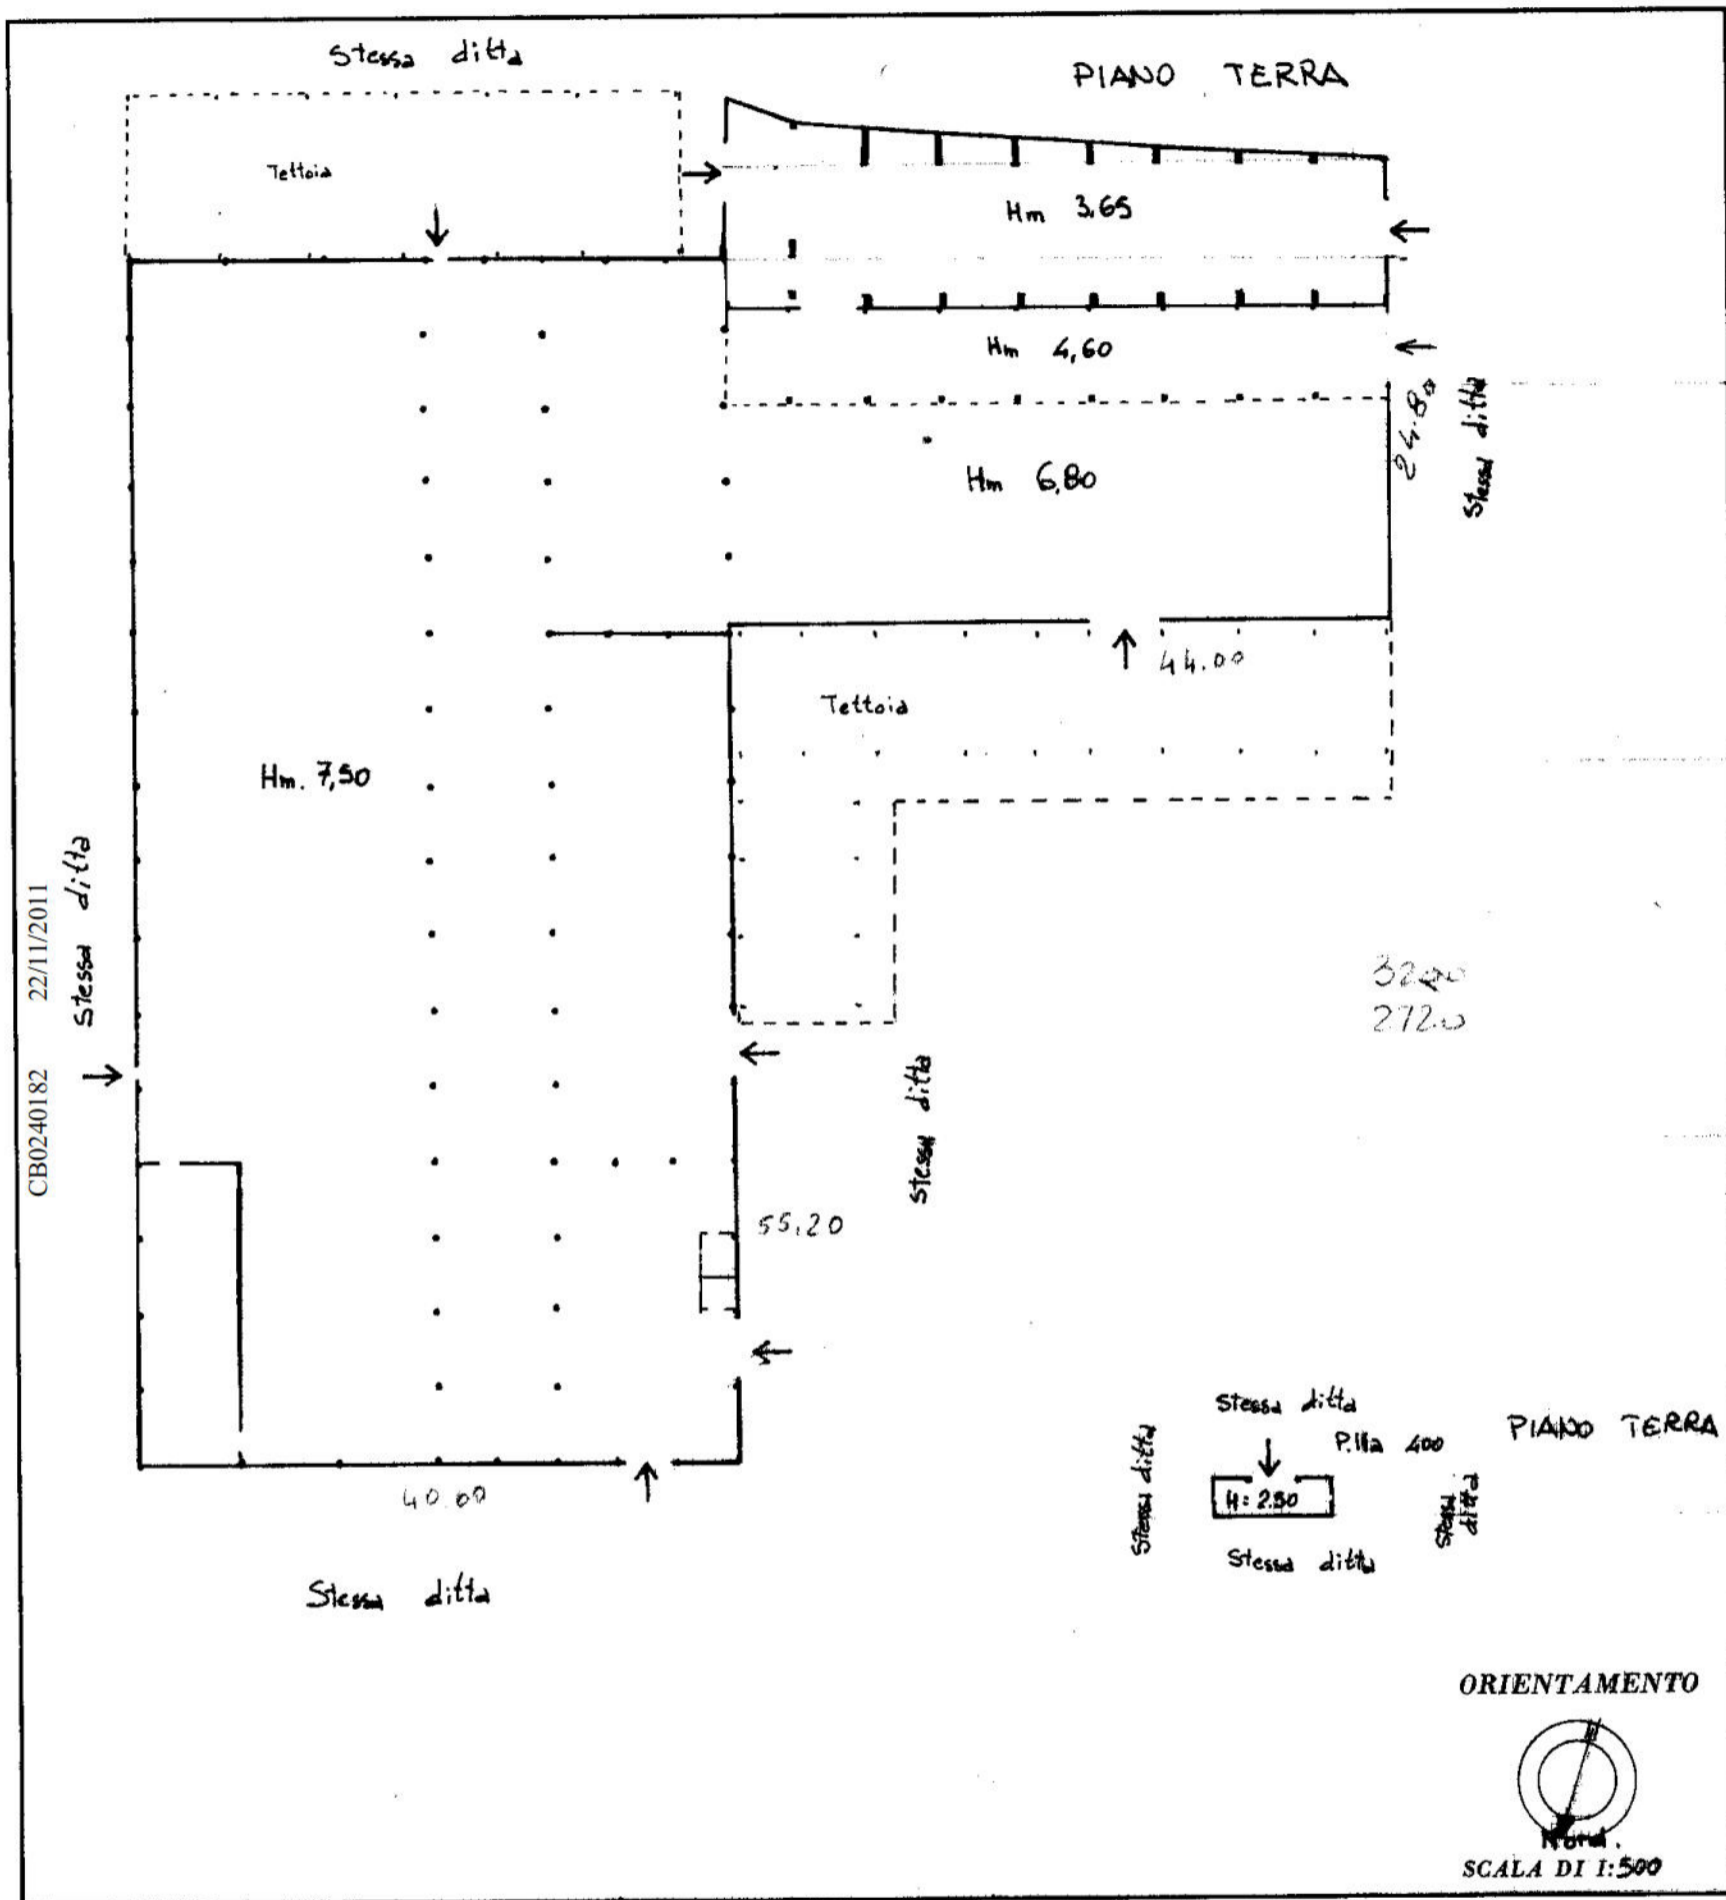 Stessa ditta
PIANO TERRA
Tettoia
Hm 3,65
Hm 4,60
24.80
Stessa ditta
Hm 6,80
44.00
Tettoia
Hm. 7,50
Stessa ditta
CB0240182 22/11/2011
2720
Stessa ditta
55.20
40.60
Stessa ditta
Stessa ditta
P.lla 400
PIANO TERRA
Stessa ditta
H= 2.50
Stessa ditta
Stessa ditta
ORIENTAMENTO
Nord.
SCALA DI 1:500